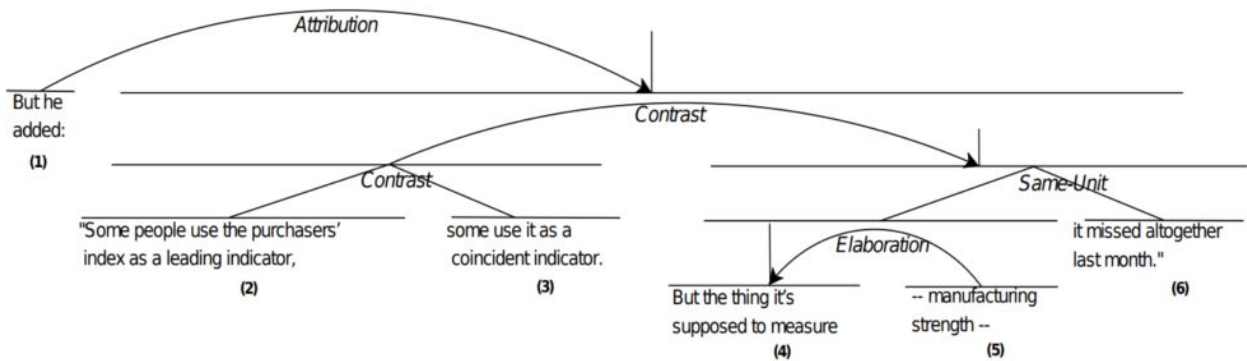 Attribution
But he
added:
(1)
Contrast
Contrast
"Some people use the purchasers'
index as a leading indicator,
(2)
some use it as a
coincident indicator.
(3)
Same-Unit
Elaboration
But the thing it's
supposed to measure
(4)
-- manufacturing
strength --
(5)
it missed altogether
last month."
(6)